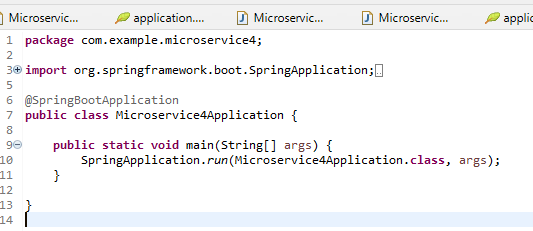 Microservic... application.... Microservic... Microservic... applic
1 package com.example.microservice4;
2
3 import org.springframework.boot.SpringApplication;
5
6 @SpringBootApplication
7 public class Microservice4Application {
8
9 public static void main(String[] args) {
10 SpringApplication.run(Microservice4Application.class, args);
11 }
12
13 }
14